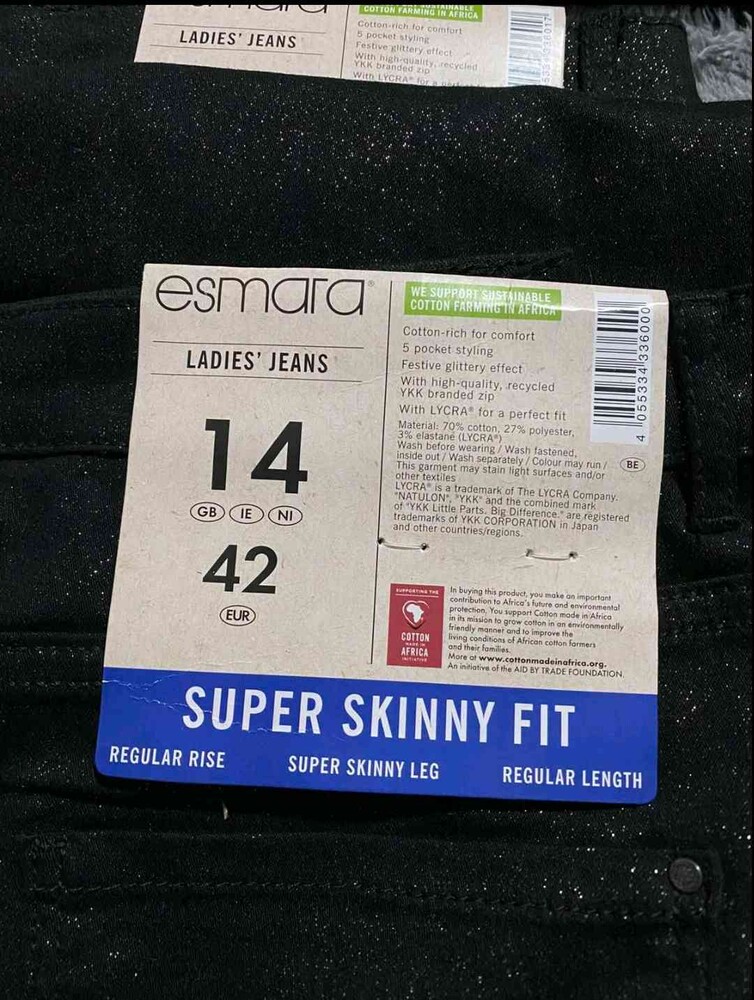 esmara
LADIES' JEANS
COTTON FARMING IN AFRICA
Cotton-rich for comfort
5 pocket styling
Festive glittery effect
With high-quality, recycled
YKK branded zip
With LYCRA® for a perfect
esmara®
LADIES' JEANS
14
GB IE NI
42
EUR
WE SUPPORT SUSTAINABLE
COTTON FARMING IN AFRICA
Cotton-rich for comfort
5 pocket styling
Festive glittery effect
With high-quality, recycled
YKK branded zip
With LYCRA® for a perfect fit
Material: 70% cotton, 27% polyester,
3% elastane (LYCRA®)
Wash before wearing / Wash fastened,
inside out / Wash separately / Colour may run /
This garment may stain light surfaces and/or
other textiles
LYCRA® is a trademark of The LYCRA Company.
"NATULON", "YKK" and the combined mark
of "YKK Little Parts. Big Difference." are registered
trademarks of YKK CORPORATION in Japan
and other countries/regions.
4 055334 336000
BE
SUPPORTING THE
COTTON
MADE IN
AFRICA
INITIATIVE
In buying this product, you make an important
contribution to Africa's future and environmental
protection. You support Cotton made in Africa
in its mission to grow cotton in an environmentally
friendly manner and to improve the
living conditions of African cotton farmers
and their families.
More at www.cottonmadeinafrica.org.
An initiative of the AID BY TRADE FOUNDATION.
SUPER SKINNY FIT
REGULAR RISE SUPER SKINNY LEG REGULAR LENGTH